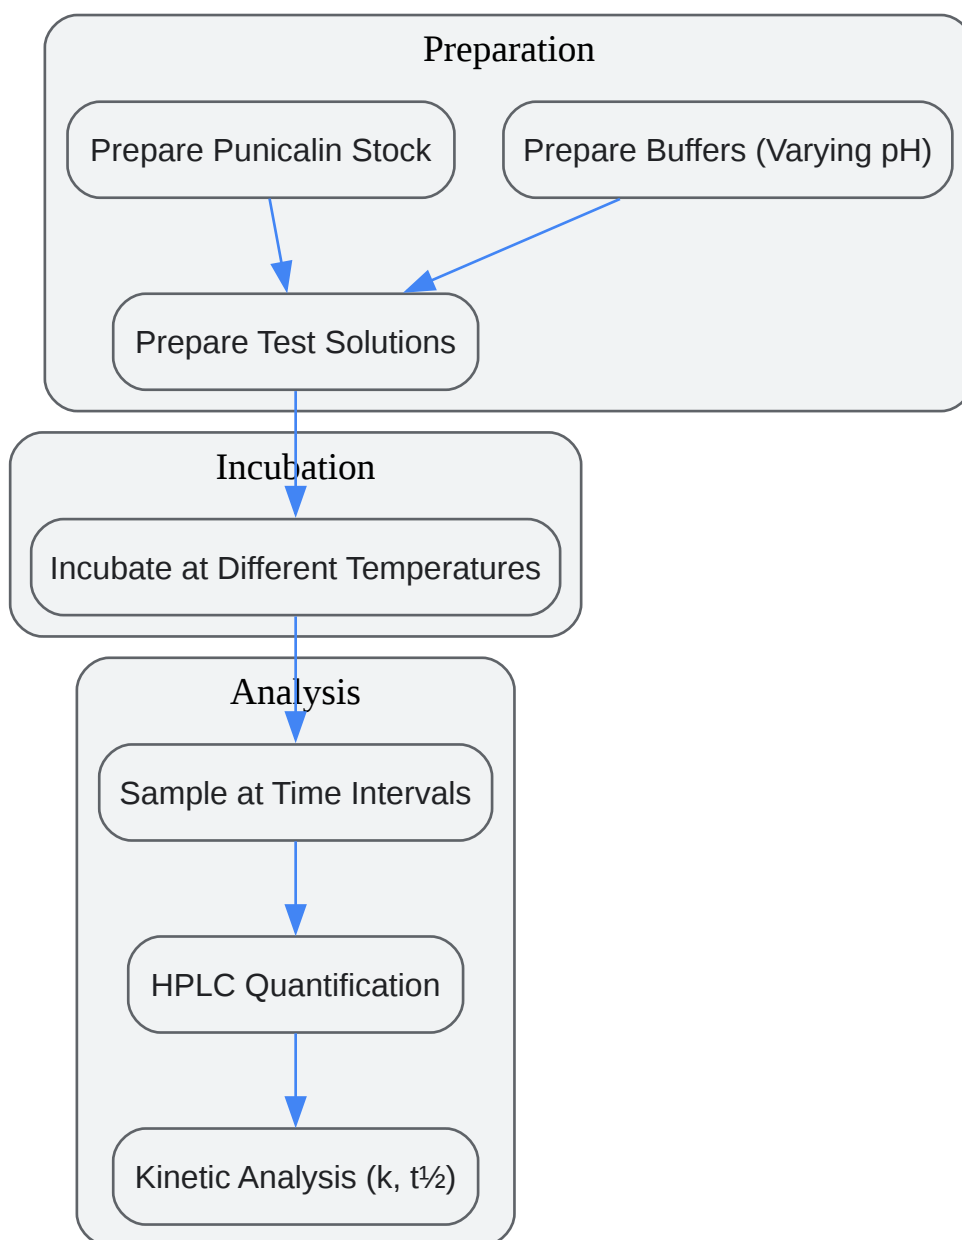 Preparation
Prepare Punicalin Stock
Prepare Buffers (Varying pH)
Prepare Test Solutions
Incubation
Incubate at Different Temperatures
Analysis
Sample at Time Intervals
HPLC Quantification
Kinetic Analysis (k, t½)